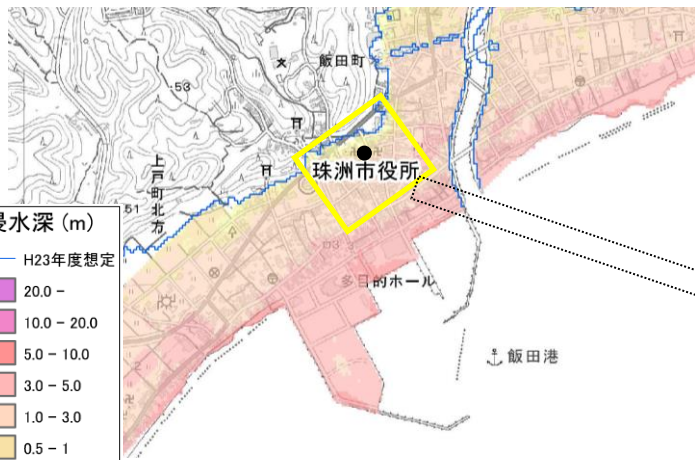 飯田町
・53
・53
上戸町北方
51
珠洲市役所
多目的ホール
飯田港
浸水深 (m)
H23年度想定
20.0 -
10.0 - 20.0
5.0 - 10.0
3.0 - 5.0
1.0 - 3.0
0.5 - 1